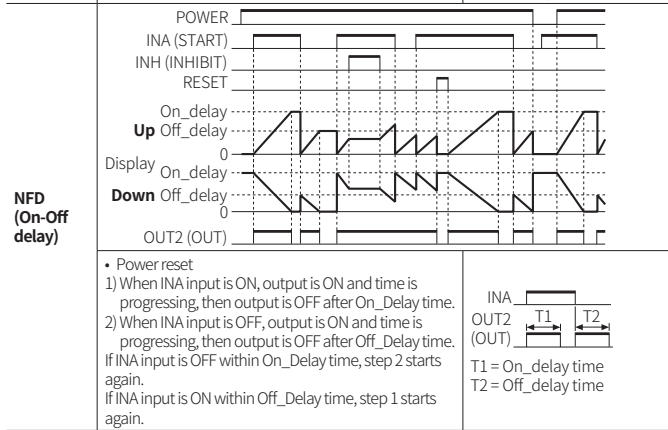 NFD
(On-Off
delay)
POWER
INA (START)
INH (INHIBIT)
RESET
On_delay
Up Off_delay
0
Display
On_delay
Down Off_delay
0
OUT2 (OUT)
• Power reset
1) When INA input is ON, output is ON and time is
progressing, then output is OFF after On_Delay time.
2) When INA input is OFF, output is ON and time is
progressing, then output is OFF after Off_Delay time.
If INA input is OFF within On_Delay time, step 2 starts
again.
If INA input is ON within Off_Delay time, step 1 starts
again.
INA
OUT2
(OUT)
T1 T2
T1 = On_delay time
T2 = Off_delay time